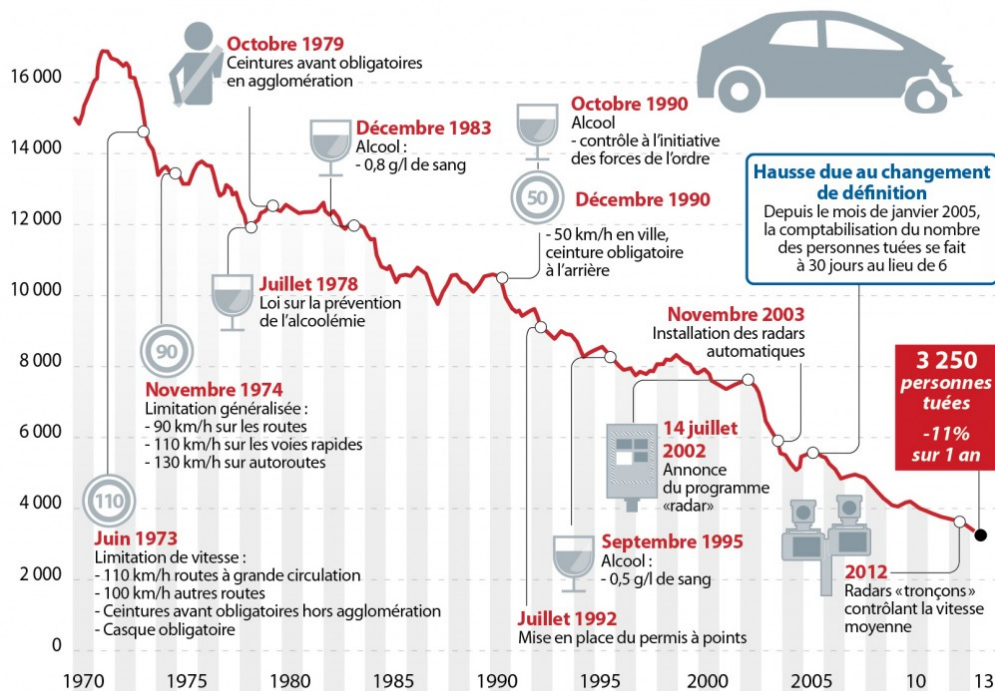 16 000
14 000
12 000
10 000
8 000
6 000
4 000
2 000
0
Octobre 1979
Ceintures avant obligatoires
en agglomération
Décembre 1983
Alcool :
- 0,8 g/l de sang
Octobre 1990
Alcool
- contrôle à l'initiative
des forces de l'ordre
50
Décembre 1990
- 50 km/h en ville,
ceinture obligatoire
à l'arrière
Hausse due au changement
de définition
Depuis le mois de janvier 2005,
la comptabilisation du nombre
des personnes tuées se fait
à 30 jours au lieu de 6
Juillet 1978
Loi sur la prévention
de l'alcoolémie
Novembre 2003
Installation des radars
automatiques
3 250
personnes
tuées
-11%
sur 1 an
90
Novembre 1974
Limitation généralisée :
- 90 km/h sur les routes
- 110 km/h sur les voies rapides
- 130 km/h sur autoroutes
14 juillet
2002
Annonce
du programme
«radar»
110
Juin 1973
Limitation de vitesse :
- 110 km/h routes à grande circulation
- 100 km/h autres routes
- Ceintures avant obligatoires hors agglomération
- Casque obligatoire
Septembre 1995
Alcool :
- 0,5 g/l de sang
Juillet 1992
Mise en place du permis à points
2012
Radars «tronçons»
contrôlant la vitesse
moyenne
1970
1975
1980
1985
1990
1995
2000
2005
10
13